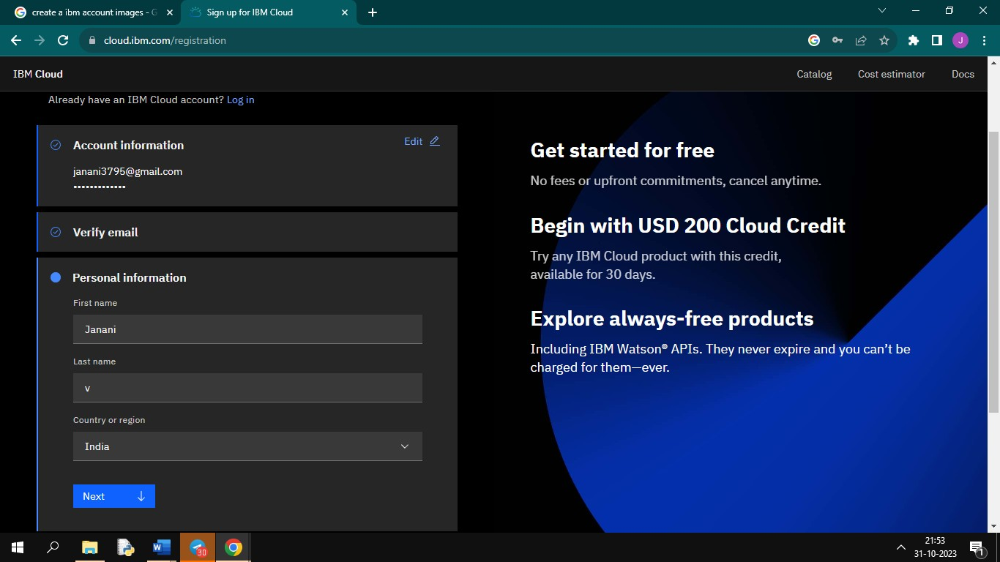 create a ibm account images - G
Sign up for IBM Cloud
cloud.ibm.com/registration
J
IBM Cloud
Catalog
Cost estimator
Docs
Already have an IBM Cloud account? Log in
Account information
Edit
janani3795@gmail.com
•••••••••••••
Verify email
Personal information
First name
Janani
Last name
v
Country or region
India
Next
Get started for free
No fees or upfront commitments, cancel anytime.
Begin with USD 200 Cloud Credit
Try any IBM Cloud product with this credit,
available for 30 days.
Explore always-free products
Including IBM Watson® APIs. They never expire and you can’t be
charged for them—ever.
30
21:53
31-10-2023
1